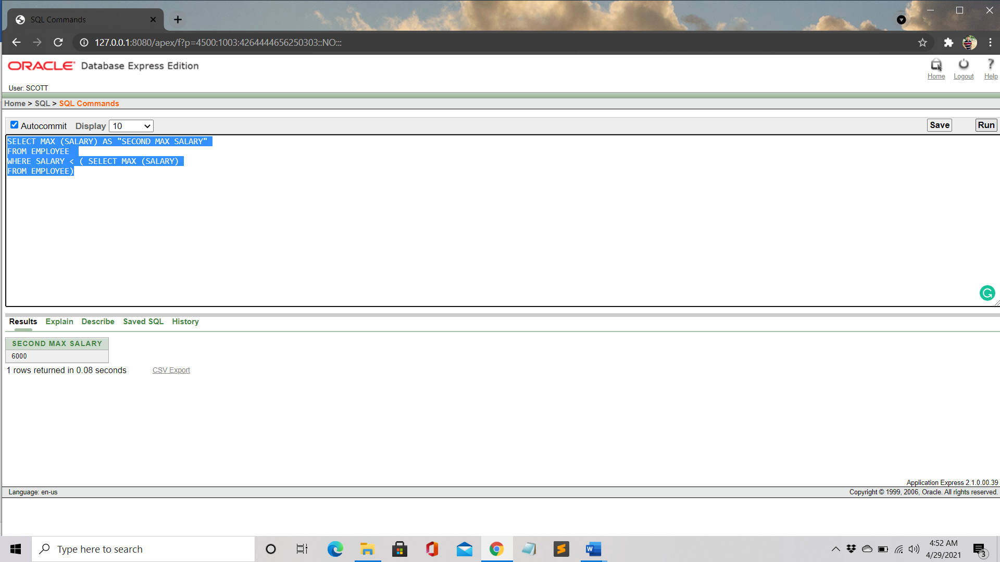 SQL Commands
127.0.0.1:8080/apex/f?p=4500:1003:4264444656250303::NO:::
ORACLE Database Express Edition
Home Logout Help
User: SCOTT
Home > SQL > SQL Commands
Autocommit Display 10 Save Run
SELECT MAX (SALARY) AS "SECOND MAX SALARY"
FROM EMPLOYEE
WHERE SALARY < ( SELECT MAX (SALARY)
FROM EMPLOYEE)
Results Explain Describe Saved SQL History
SECOND MAX SALARY
6000
1 rows returned in 0.08 seconds CSV Export
Application Express 2.1.0.00.39
Language: en-us Copyright © 1999, 2006, Oracle. All rights reserved.
Type here to search
4:52 AM
4/29/2021
3